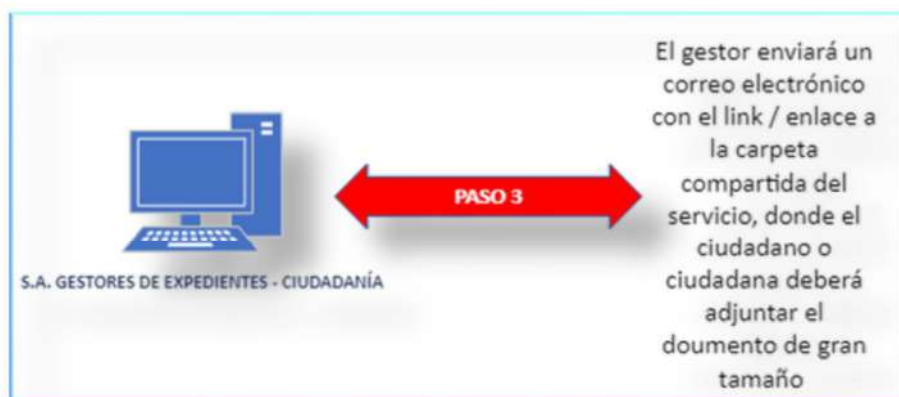 El gestor enviará un
correo electrónico
con el link / enlace a
la carpeta
compartida del
servicio, donde el
ciudadano o
ciudadana deberá
adjuntar el
doumento de gran
tamaño
PASO 3
S.A. GESTORES DE EXPEDIENTES - CIUDADANÍA